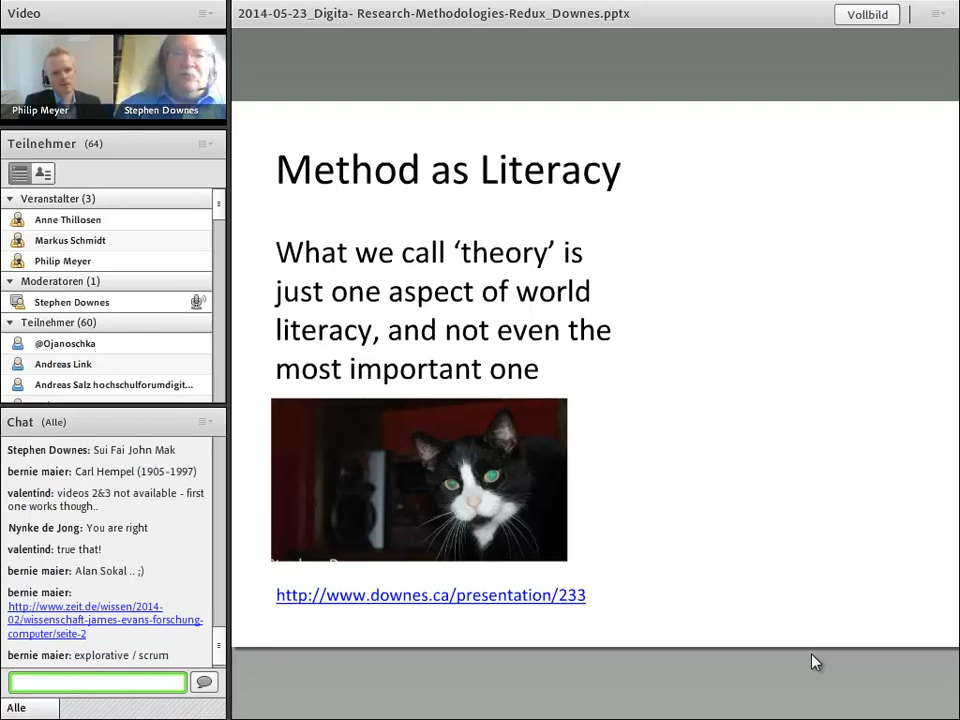 Video
2014-05-23_Digita- Research-Methodologies-Redux_Downes.pptx
Vollbild
Philip Meyer
Stephen Downes
Teilnehmer (64)
Veranstalter (3)
Anne Thillosen
Markus Schmidt
Philip Meyer
Moderatoren (1)
Stephen Downes
Teilnehmer (60)
@Ojanoschka
Andreas Link
Andreas Salz hochschulforumdigit...
Chat (Alle)
Stephen Downes: Sui Fai John Mak
bernie maier: Carl Hempel (1905-1997)
valentind: videos 2&3 not available - first
one works though..
Nynke de Jong: You are right
valentind: true that!
bernie maier: Alan Sokal .. ;)
bernie maier:
http://www.zeit.de/wissen/2014-
02/wissenschaft-james-evans-forschung-
computer/seite-2
bernie maier: explorative / scrum
Alle
Method as Literacy
What we call ‘theory’ is
just one aspect of world
literacy, and not even the
most important one
http://www.downes.ca/presentation/233